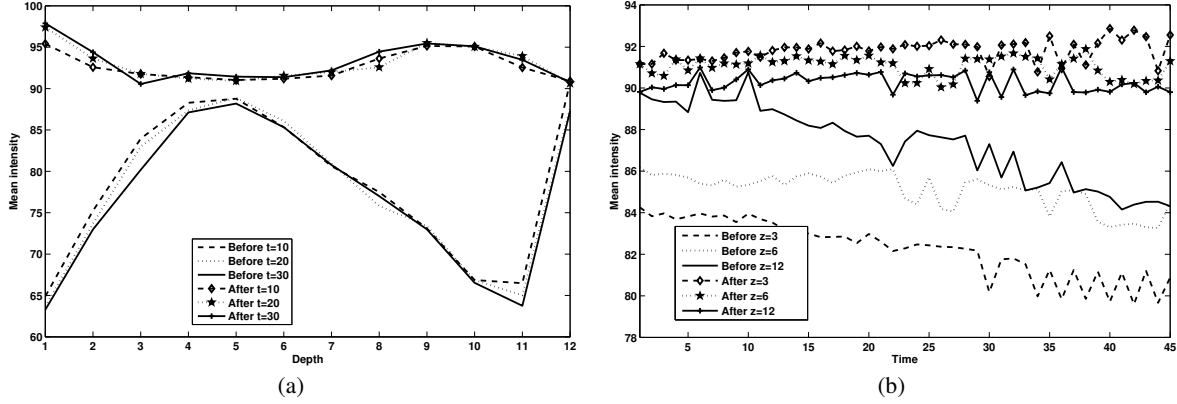 100
95
90
85
80
75
70
65
60
Mean intensity
Before t=10
Before t=20
Before t=30
After t=10
After t=20
After t=30
1 2 3 4 5 6 7 8 9 10 11 12
Depth
(a)
94
92
90
88
86
84
82
80
78
Mean intensity
Before z=3
Before z=6
Before z=12
After z=3
After z=6
After z=12
5 10 15 20 25 30 35 40 45
Time
(b)